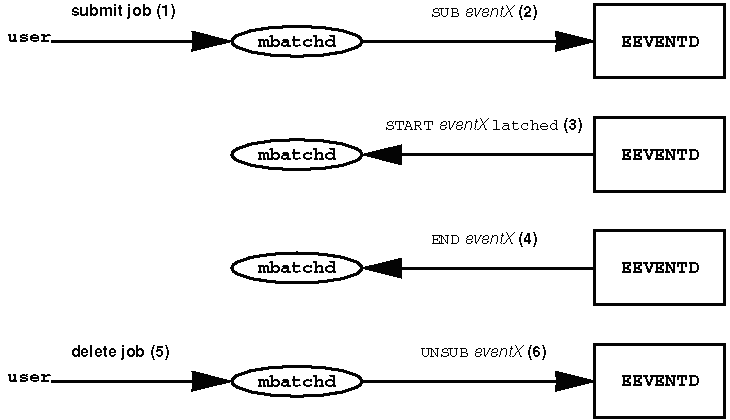 submit job (1)
SUB eventX (2)
user
mbatchd
EEVENTD
START eventX latched (3)
mbatchd
EEVENTD
END eventX (4)
mbatchd
EEVENTD
delete job (5)
UNSUB eventX (6)
user
mbatchd
EEVENTD